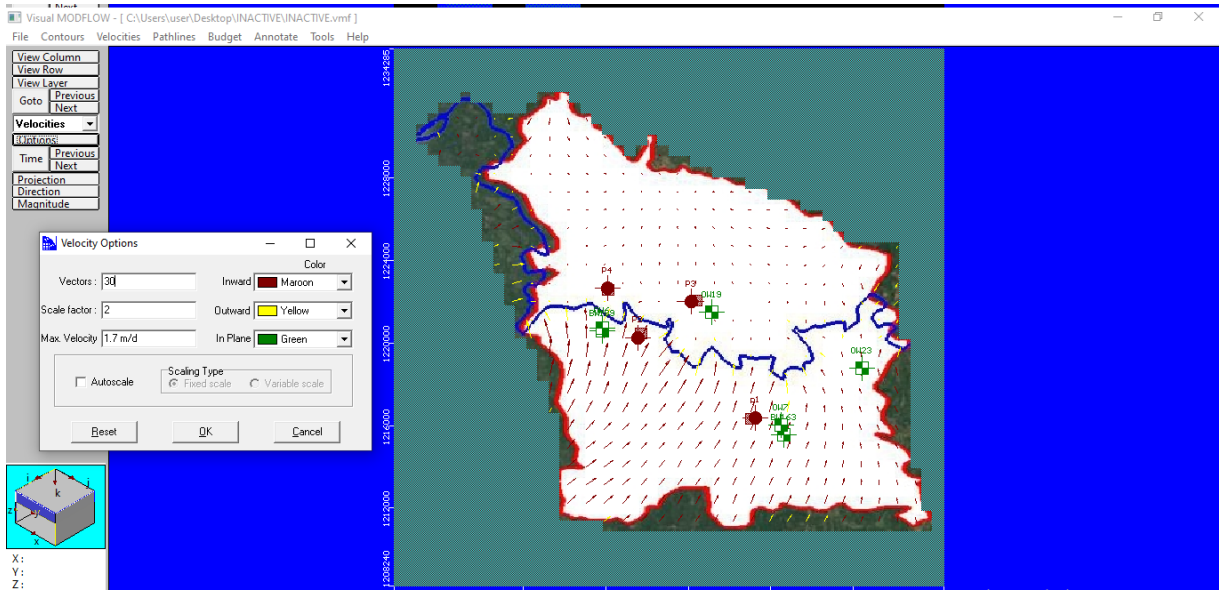 Next
Visual MODFLOW - [ C:\Users\user\Desktop\INACTIVE\INACTIVE.vmf ]
File Contours Velocities Pathlines Budget Annotate Tools Help
View Column
View Row
View Layer
Goto Previous
Next
Velocities
Options
Time Previous
Next
Projection
Direction
Magnitude
Velocity Options
Color
Vectors : 30 Inward Maroon
Scale factor : 2 Outward Yellow
Max. Velocity 1.7 m/d In Plane Green
Autoscale
Scaling Type
Fixed scale Variable scale
Reset OK Cancel
1234285
1228000
1224000
1220000
1216000
1212000
1208240
P4
P3
OW19
OW23
p1
OW7
i
j
k
z
x
X :
Y :
Z :